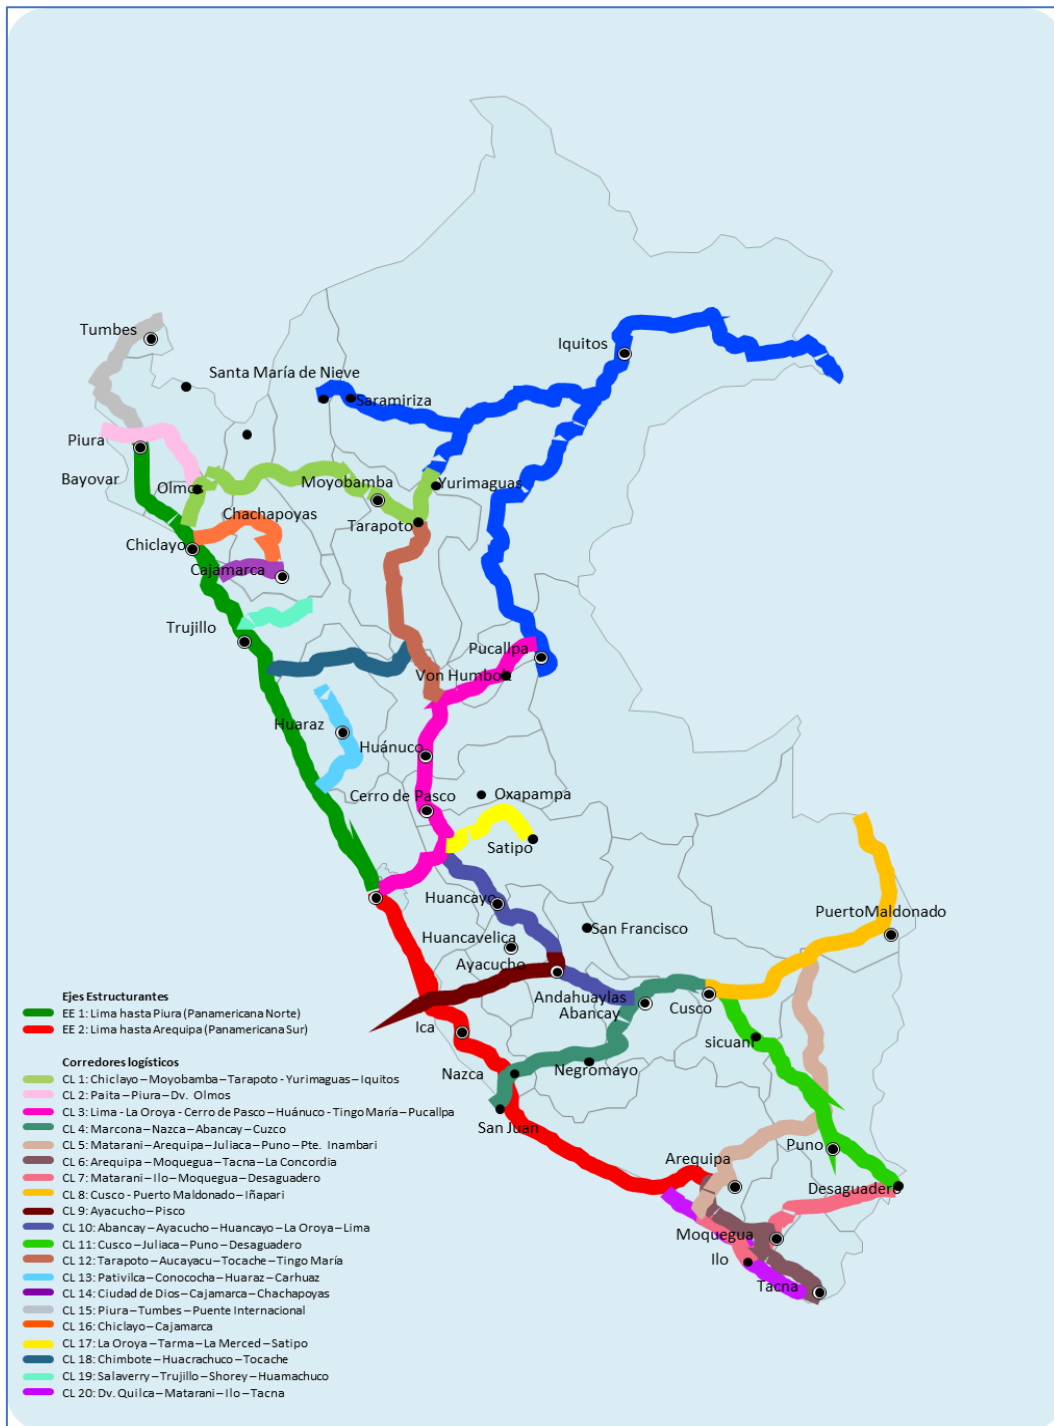 Tumbes
Santa María de Nieve
Iquitos
Saramiriza
Piura
Bayovar
Olmos
Moyobamba
Yurimaguas
Chachapoyas
Tarapoto
Chiclayo
Cajamarca
Trujillo
Pucallpa
Von Humbolt
Huaraz
Huánuco
Cerro de Pasco
Oxapampa
Satipo
Huancayo
PuertoMaldonado
San Francisco
Huancavelica
Ayacucho
Andahuaylas
Abancay
Cusco
Ica
sicuani
Nazca
Negromayo
San Juan
Puno
Arequipa
Desaguadero
Moquegua
Ilo
Tacna
Ejes Estructurantes
EE 1: Lima hasta Piura (Panamericana Norte)
EE 2: Lima hasta Arequipa (Panamericana Sur)
Corredores logísticos
CL 1: Chiclayo – Moyobamba – Tarapoto - Yurimaguas – Iquitos
CL 2: Paita – Piura – Dv. Olmos
CL 3: Lima - La Oroya - Cerro de Pasco – Huánuco - Tingo María – Pucallpa
CL 4: Marcona – Nazca – Abancay – Cuzco
CL 5: Matarani – Arequipa – Juliaca – Puno – Pte. Inambari
CL 6: Arequipa – Moquegua – Tacna – La Concordia
CL 7: Matarani – Ilo – Moquegua – Desaguadero
CL 8: Cusco - Puerto Maldonado – Iñapari
CL 9: Ayacucho – Pisco
CL 10: Abancay – Ayacucho – Huancayo – La Oroya – Lima
CL 11: Cusco – Juliaca – Puno – Desaguadero
CL 12: Tarapoto – Aucayacu – Tocache – Tingo María
CL 13: Pativilca – Conococha – Huaraz – Carhuaz
CL 14: Ciudad de Dios – Cajamarca – Chachapoyas
CL 15: Piura – Tumbes – Puente Internacional
CL 16: Chiclayo – Cajamarca
CL 17: La Oroya – Tarma – La Merced – Satipo
CL 18: Chimbote – Huacrachuco – Tocache
CL 19: Salaverry – Trujillo – Shorey – Huamachuco
CL 20: Dv. Quilca – Matarani – Ilo – Tacna